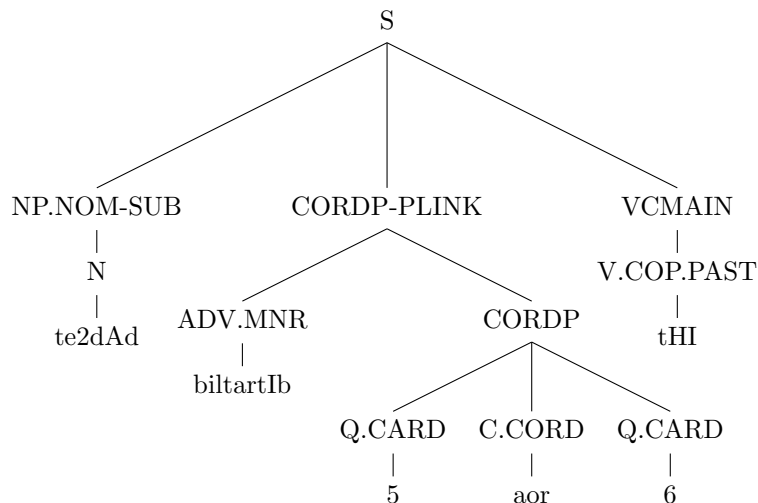 S
NP.NOM-SUB CORDP-PLINK VCMAIN
N V.COP.PAST
te2dAd ADV.MNR CORDP tHI
biltartIb
Q.CARD C.CORD Q.CARD
5 aor 6